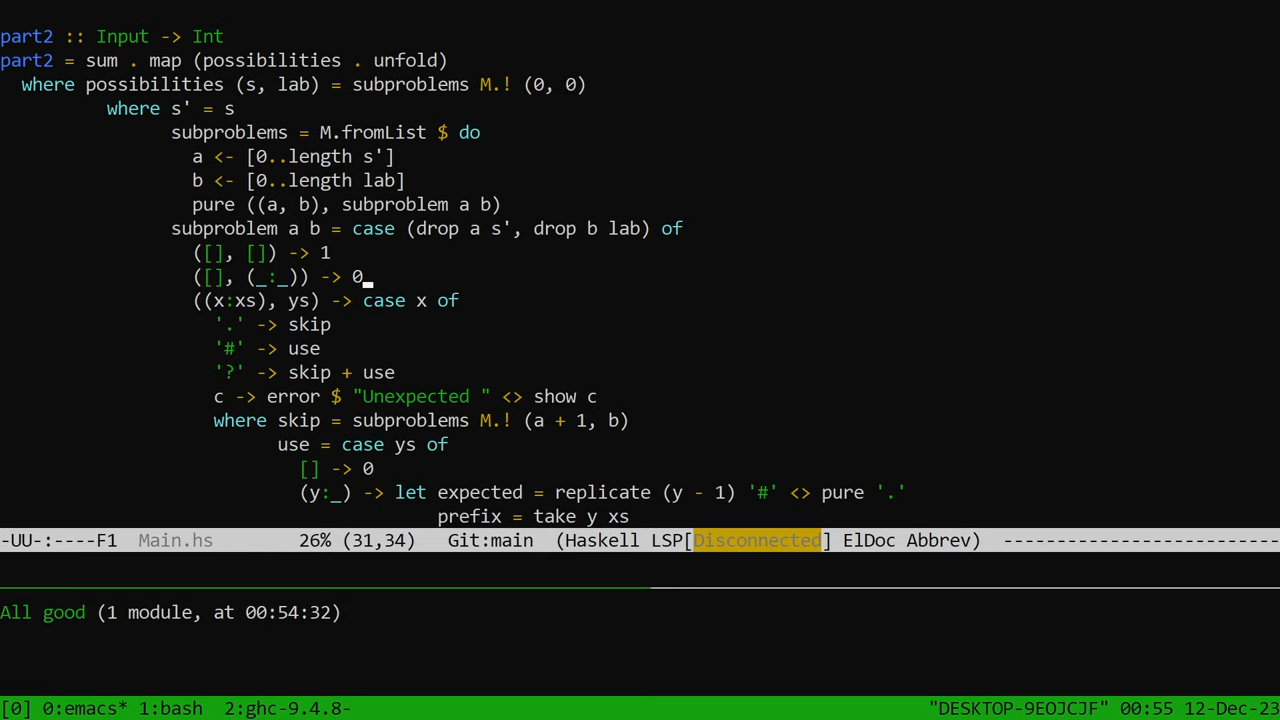 part2 :: Input -> Int
part2 = sum . map (possibilities . unfold)
  where possibilities (s, lab) = subproblems M.! (0, 0)
          where s' = s
                subproblems = M.fromList $ do
                  a <- [0..length s']
                  b <- [0..length lab]
                  pure ((a, b), subproblem a b)
                subproblem a b = case (drop a s', drop b lab) of
                  ([], []) -> 1
                  ([], (_:_)) -> 0
                  ((x:xs), ys) -> case x of
                    '.' -> skip
                    '#' -> use
                    '?' -> skip + use
                    c -> error $ "Unexpected " <> show c
                    where skip = subproblems M.! (a + 1, b)
                          use = case ys of
                            [] -> 0
                            (y:_) -> let expected = replicate (y - 1) '#' <> pure '.'
                                         prefix = take y xs
-UU-:----F1  Main.hs        26% (31,34)   Git:main  (Haskell LSP[Disconnected] ElDoc Abbrev) --------------------------
All good (1 module, at 00:54:32)
[0] 0:emacs* 1:bash  2:ghc-9.4.8- "DESKTOP-9EOJCJF" 00:55 12-Dec-23